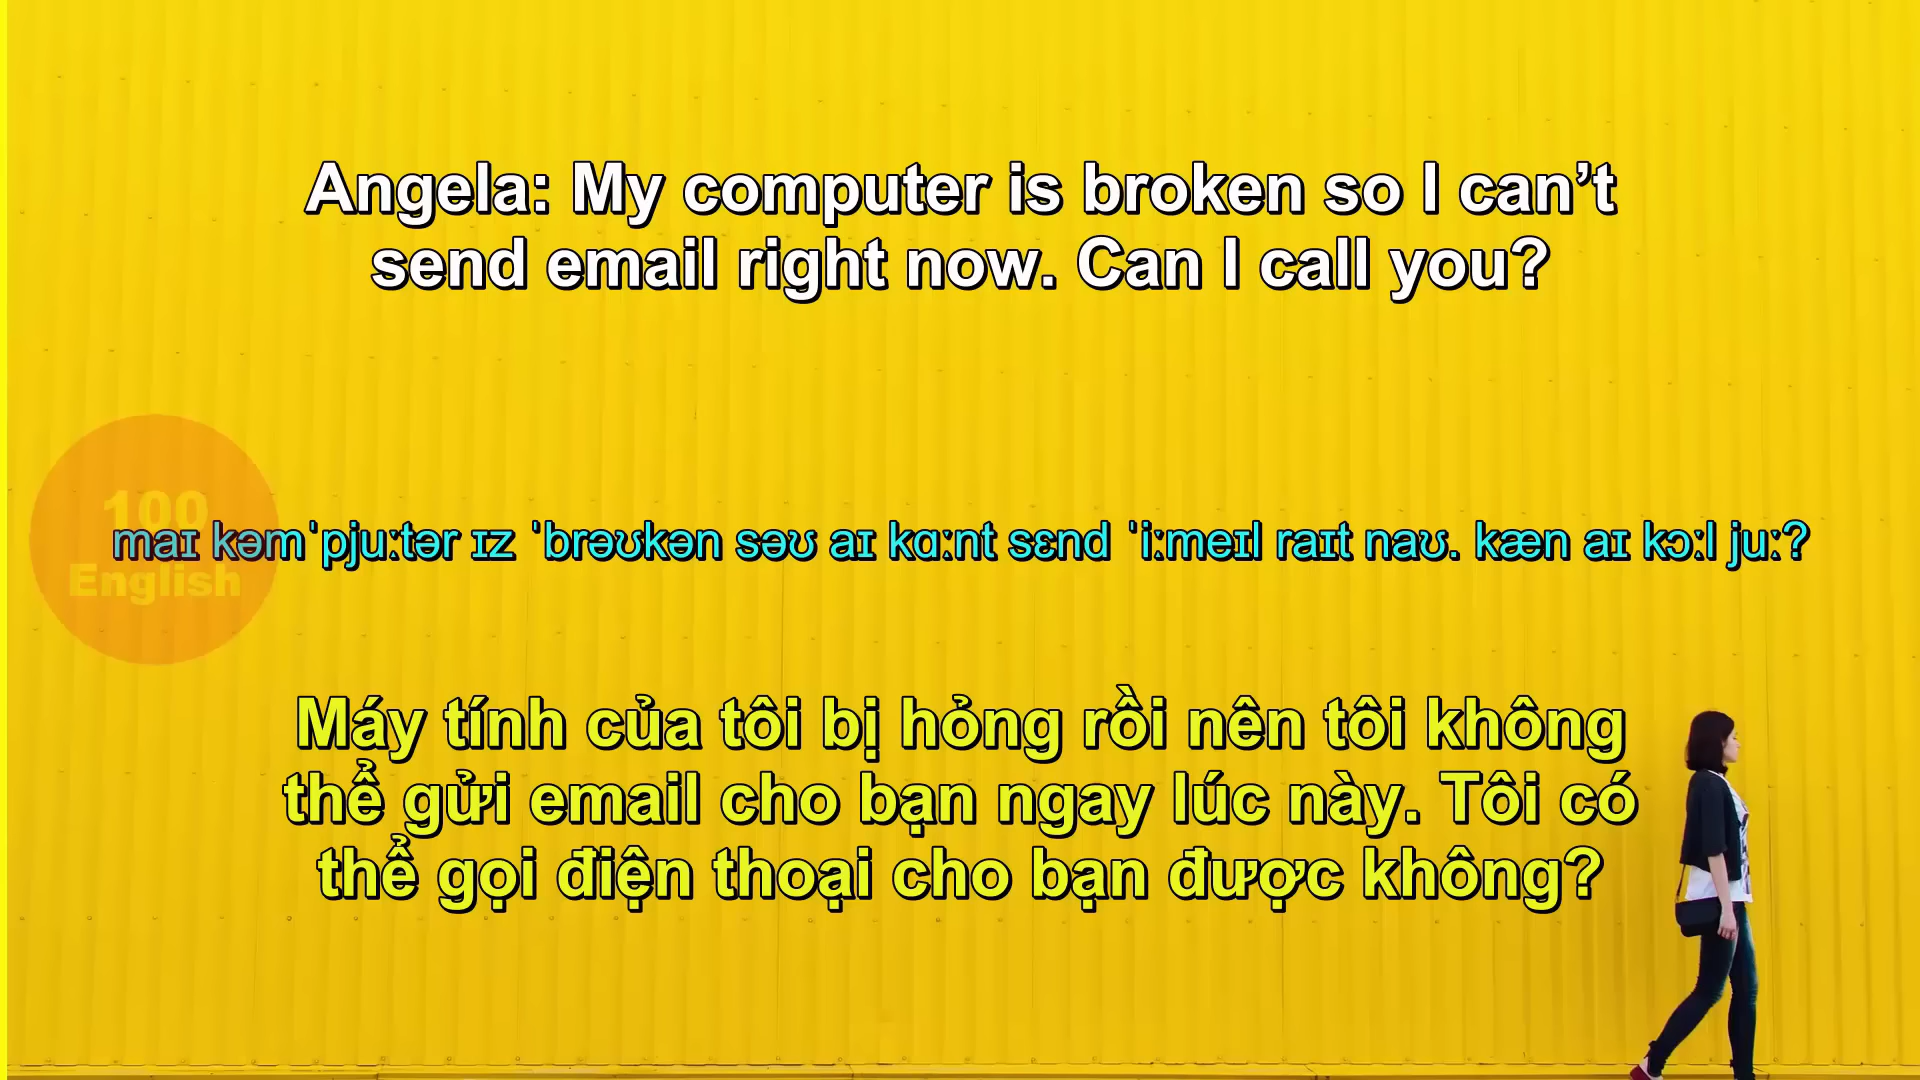 Angela: My computer is broken so I can’t
send email right now. Can I call you?
100
English
maɪ kəmˈpjuːtər ɪz ˈbrəʊkən səʊ aɪ kɑːnt sɛnd ˈiːmeɪl raɪt naʊ. kæn aɪ kɔːl juː?
Máy tính của tôi bị hỏng rồi nên tôi không
thể gửi email cho bạn ngay lúc này. Tôi có
thể gọi điện thoại cho bạn được không?